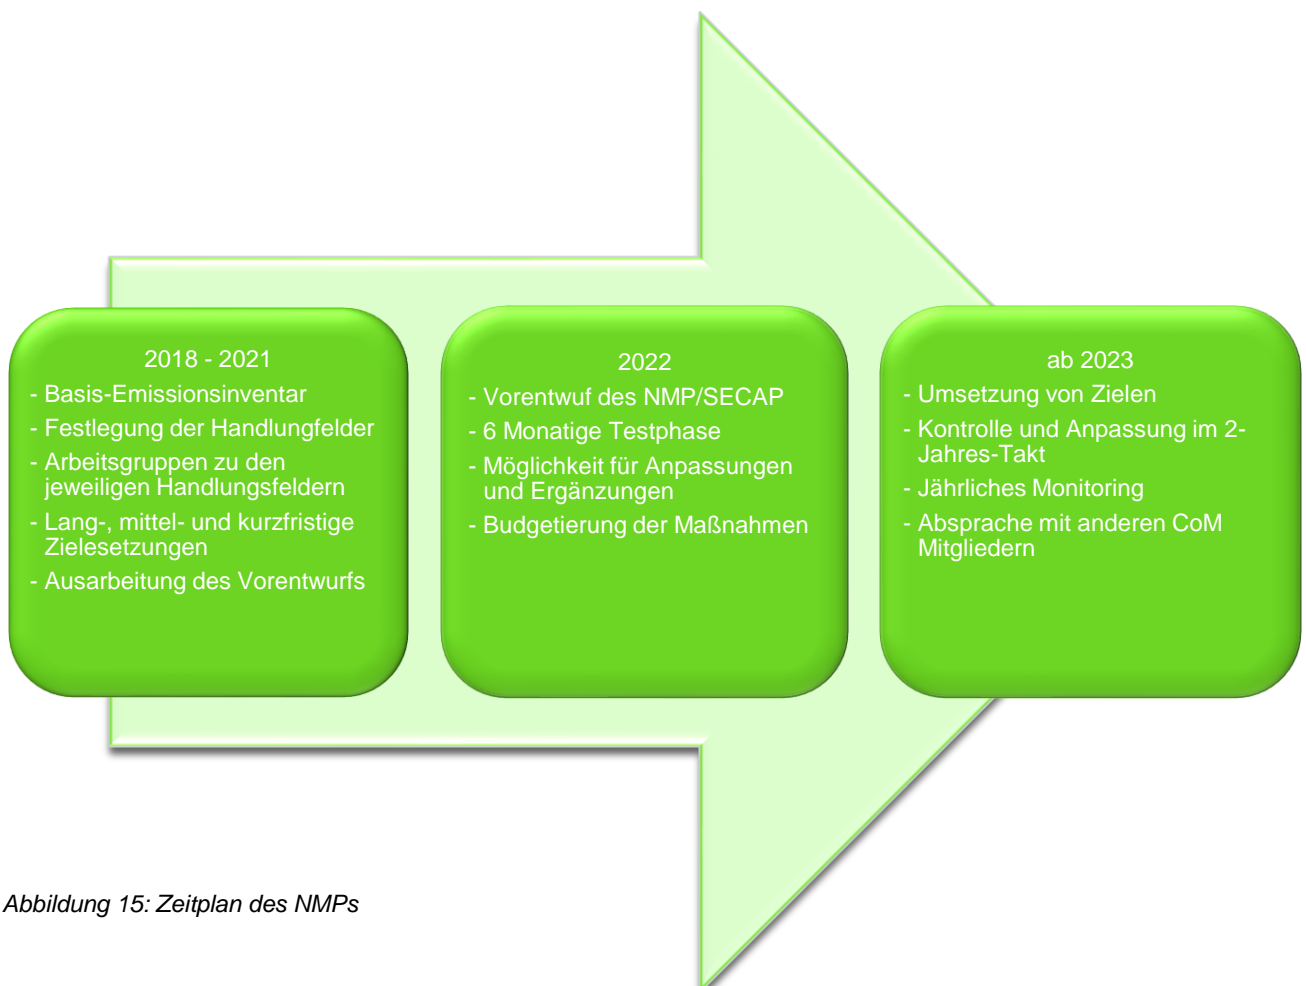 2018 - 2021
- Basis-Emissionsinventar
- Festlegung der Handlungfelder
- Arbeitsgruppen zu den
jeweiligen Handlungsfeldern
- Lang-, mittel- und kurzfristige
Zielesetzungen
- Ausarbeitung des Vorentwurfs
2022
- Vorentwuf des NMP/SECAP
- 6 Monatige Testphase
- Möglichkeit für Anpassungen
und Ergänzungen
- Budgetierung der Maßnahmen
ab 2023
- Umsetzung von Zielen
- Kontrolle und Anpassung im 2-
Jahres-Takt
- Jährliches Monitoring
- Absprache mit anderen CoM
Mitgliedern
Abbildung 15: Zeitplan des NMPs